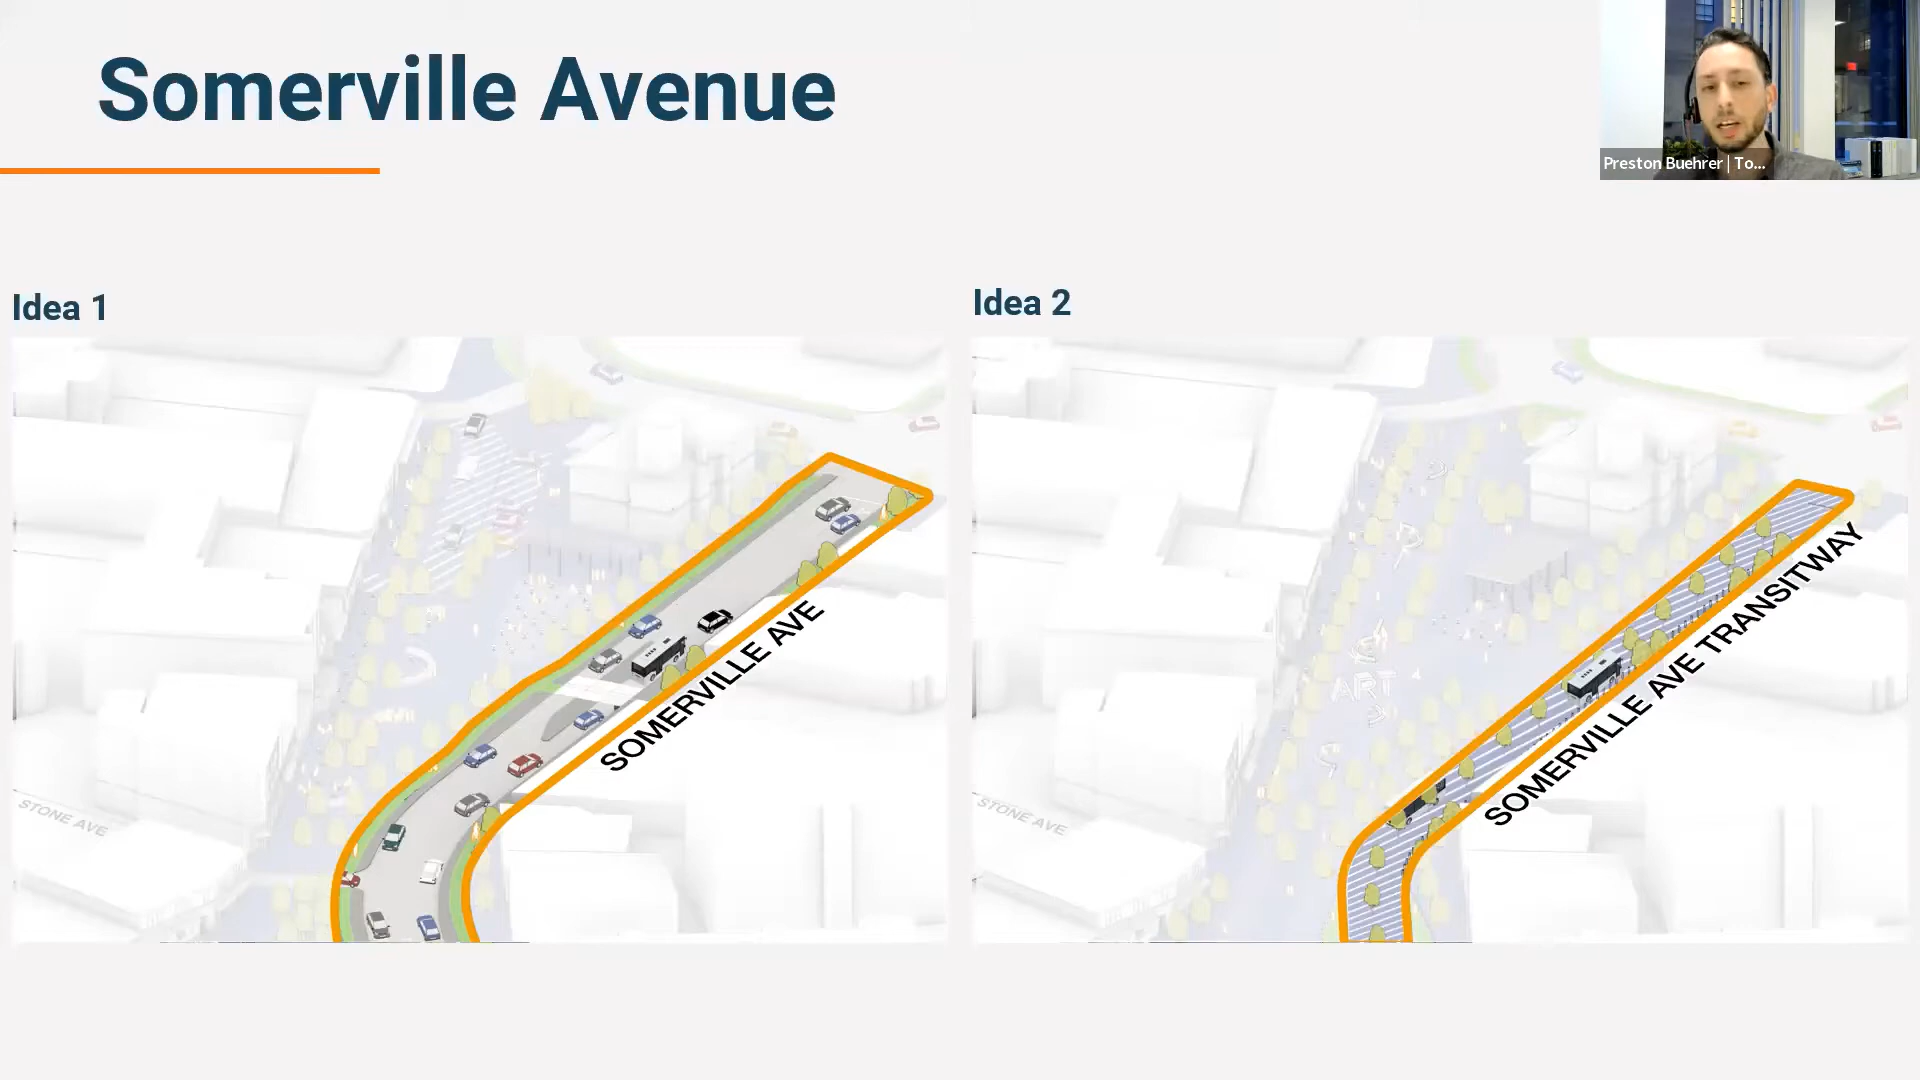 Somerville Avenue
Preston Buehrer | To...
Idea 1
Idea 2
SOMERVILLE AVE
STONE AVE
SOMERVILLE AVE TRANSITWAY
ART
STONE AVE